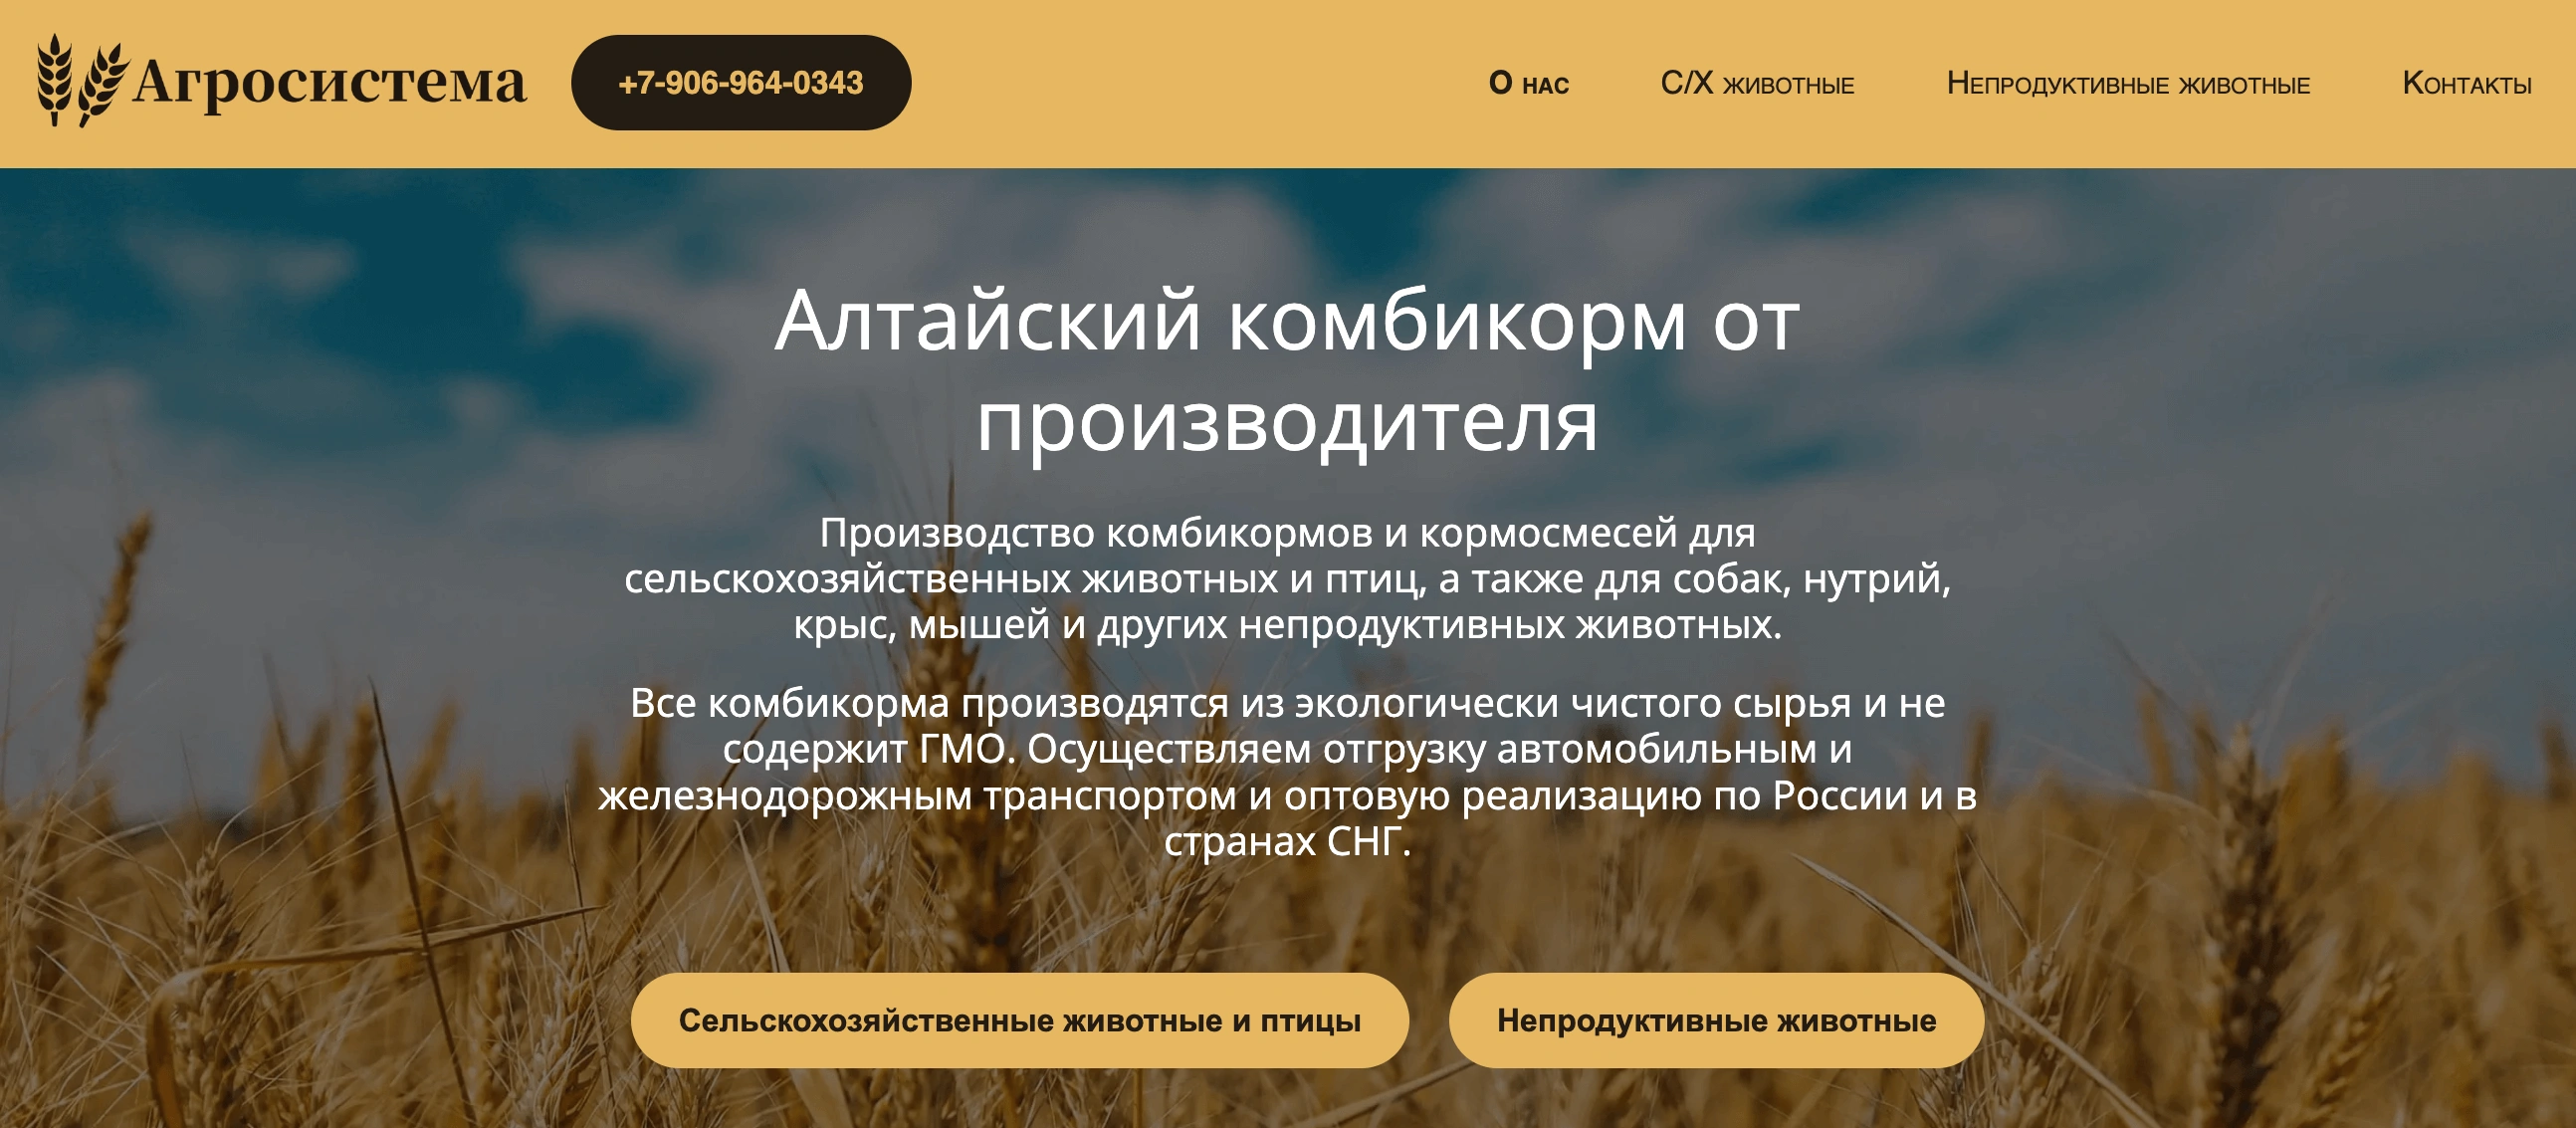 Агросистема
+7-906-964-0343
О нас
С/Х животные
Непродуктивные животные
Контакты
Алтайский комбикорм от
производителя
Производство комбикормов и кормосмесей для
сельскохозяйственных животных и птиц, а также для собак, нутрий,
крыс, мышей и других непродуктивных животных.
Все комбикорма производятся из экологически чистого сырья и не
содержит ГМО. Осуществляем отгрузку автомобильным и
железнодорожным транспортом и оптовую реализацию по России и в
странах СНГ.
Сельскохозяйственные животные и птицы
Непродуктивные животные